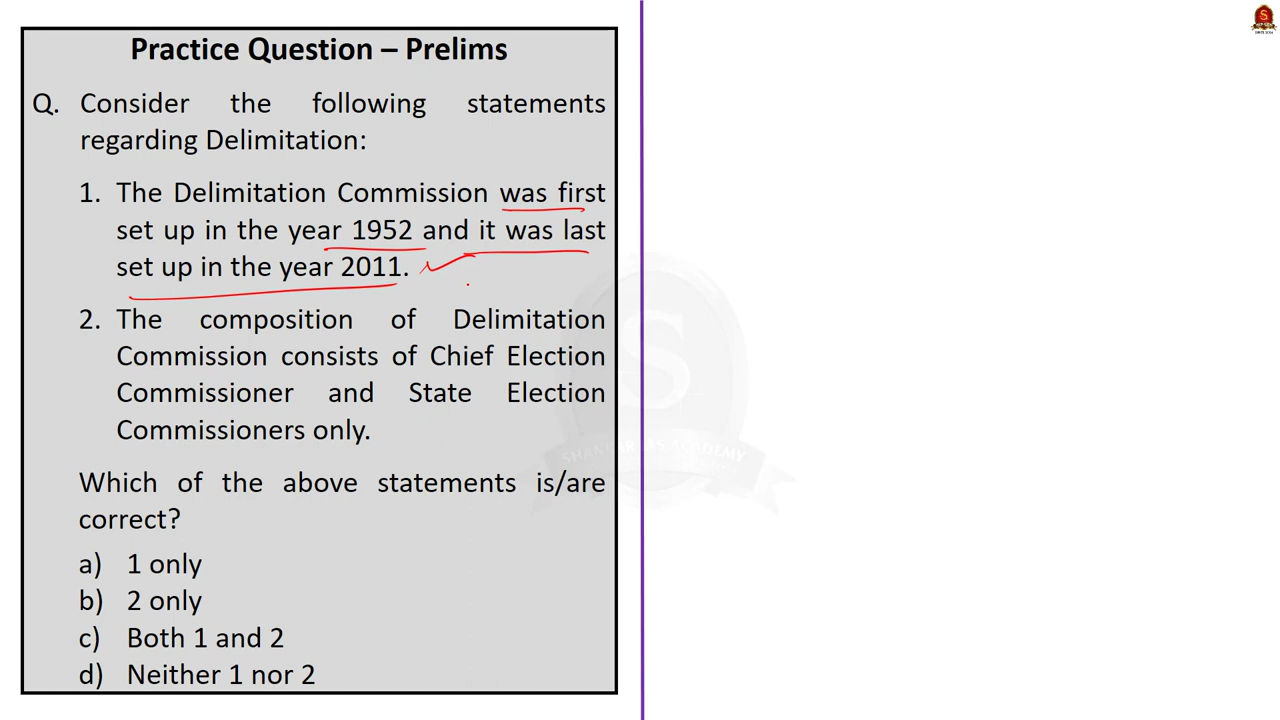 Practice Question – Prelims
Q. Consider the following statements
regarding Delimitation:
1. The Delimitation Commission was first
set up in the year 1952 and it was last
set up in the year 2011.
2. The composition of Delimitation
Commission consists of Chief Election
Commissioner and State Election
Commissioners only.
Which of the above statements is/are
correct?
a) 1 only
b) 2 only
c) Both 1 and 2
d) Neither 1 nor 2
S
S
SHANKAR IAS ACADEMY